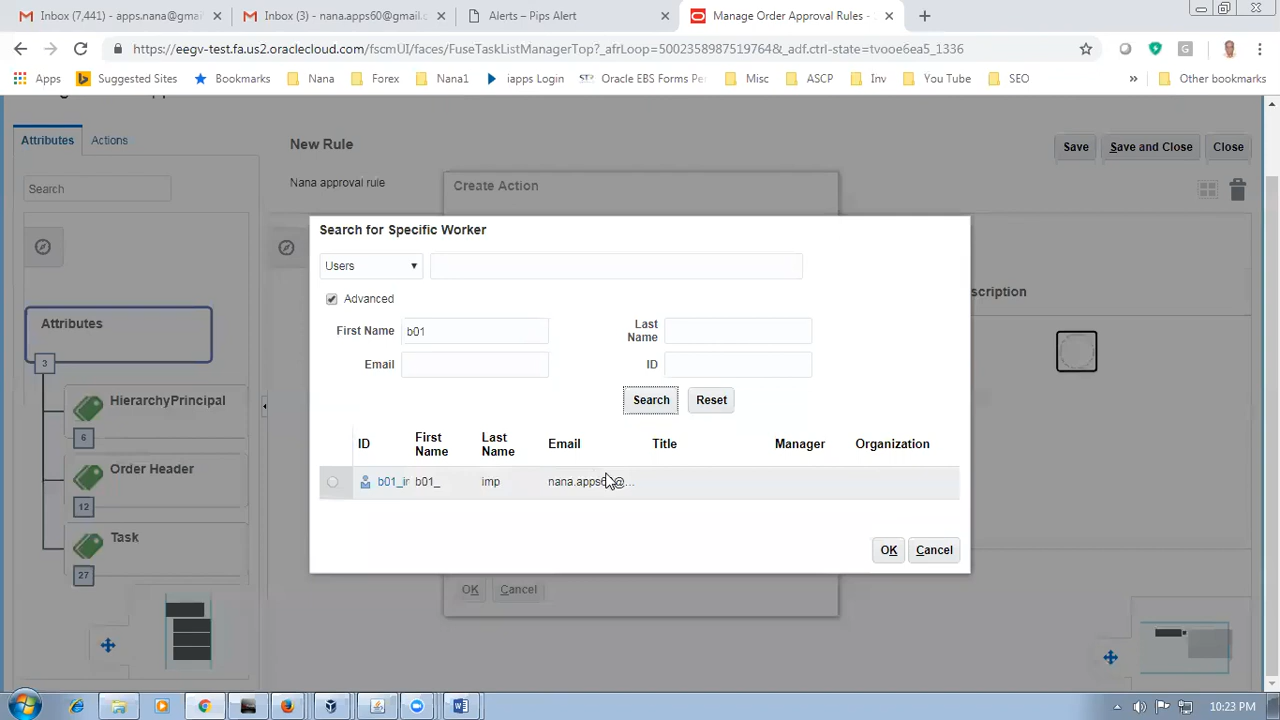 Inbox (7,441) - apps.nana@gma
Inbox (3) - nana.apps60@gmail.c
Alerts – Pips Alert
Manage Order Approval Rules -
https://eegv-test.fa.us2.oraclecloud.com/fscmUI/faces/FuseTaskListManagerTop?_afrLoop=5002358987519764&_adf.ctrl-state=tvooe6ea5_1336
Apps
Suggested Sites
Bookmarks
Nana
Forex
Nana1
iapps Login
Oracle EBS Forms Pe
Misc
ASCP
Inv
You Tube
SEO
Other bookmarks
Attributes
Actions
New Rule
Save
Save and Close
Close
Search
Nana approval rule
Create Action
Search for Specific Worker
Users
Advanced
First Name
b01
Last Name
Email
ID
Search
Reset
ID
First Name
Last Name
Email
Title
Manager
Organization
b01_ir
b01_
imp
nana.apps6 @...
OK
Cancel
OK
Cancel
Attributes
3
HierarchyPrincipal
6
Order Header
12
Task
27
scription
10:23 PM